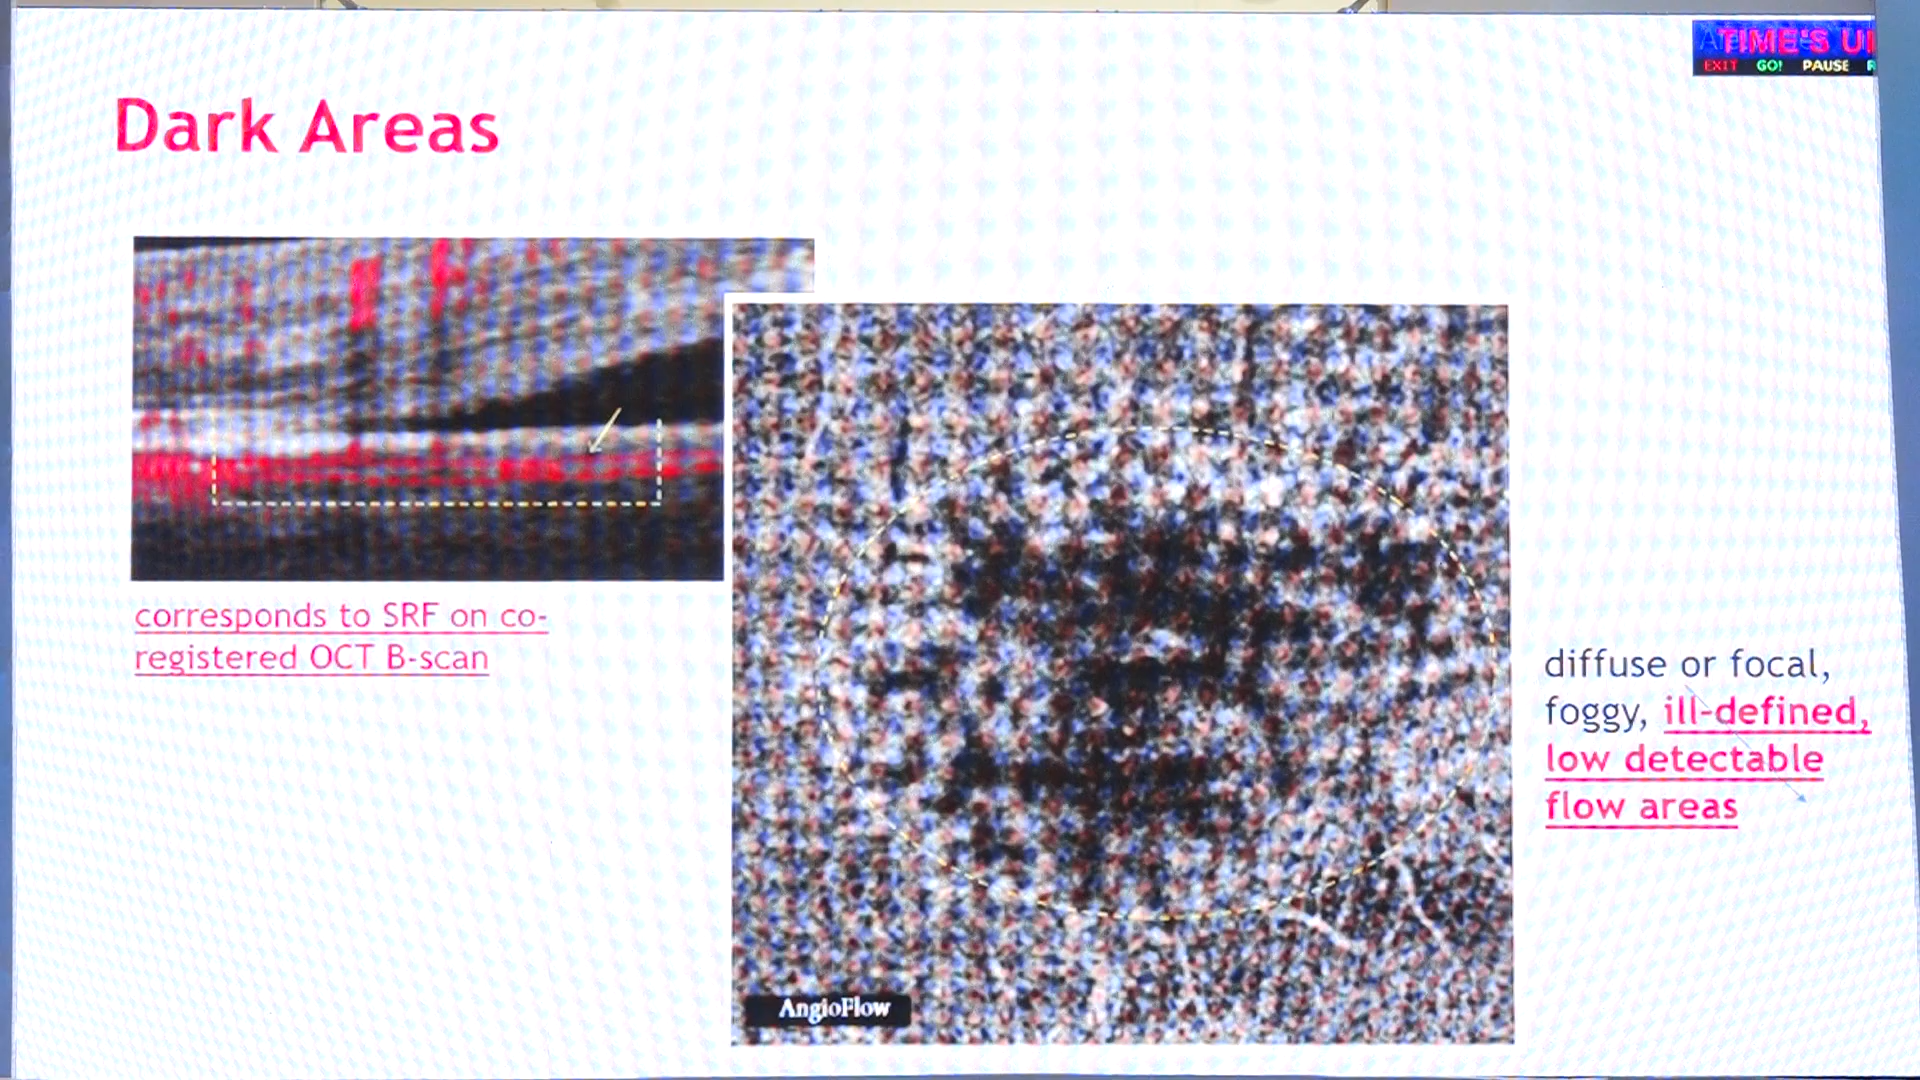 TIME'S
EXIT GO! PAUSE
Dark Areas
corresponds to SRF on co-
registered OCT B-scan
diffuse or focal,
foggy, ill-defined,
low detectable
flow areas
AngioFlow